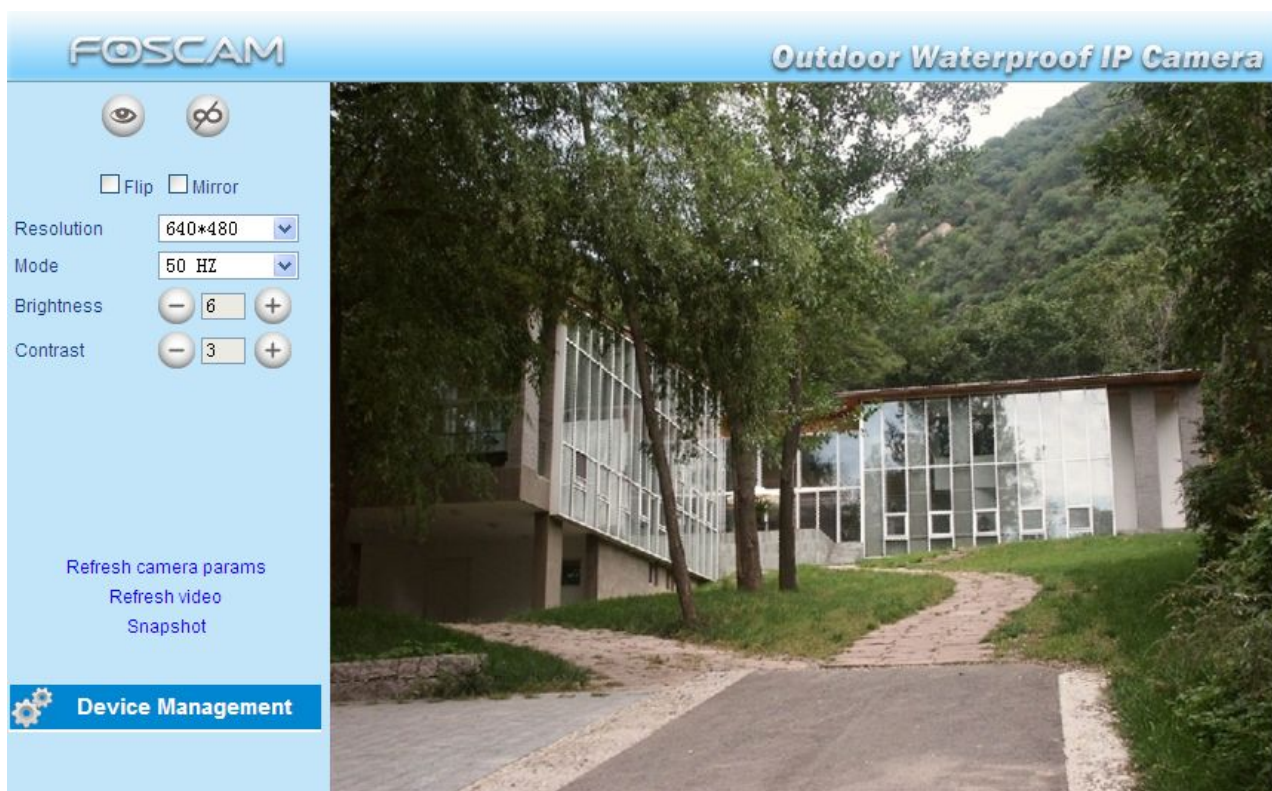 FOSCAM
Outdoor Waterproof IP Camera
Flip Mirror
Resolution 640*480
Mode 50 HZ
Brightness 6
Contrast 3
Refresh camera params
Refresh video
Snapshot
Device Management